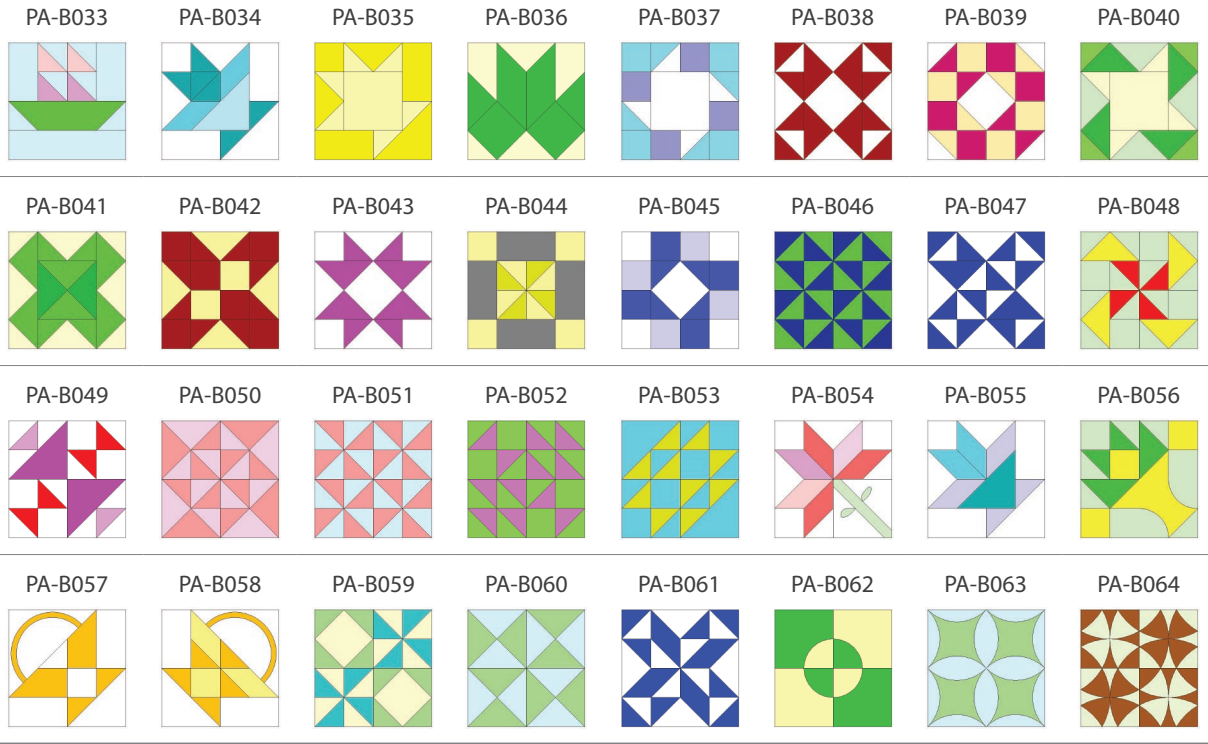 PA-B033 PA-B034 PA-B035 PA-B036 PA-B037 PA-B038 PA-B039 PA-B040
PA-B041 PA-B042 PA-B043 PA-B044 PA-B045 PA-B046 PA-B047 PA-B048
PA-B049 PA-B050 PA-B051 PA-B052 PA-B053 PA-B054 PA-B055 PA-B056
PA-B057 PA-B058 PA-B059 PA-B060 PA-B061 PA-B062 PA-B063 PA-B064